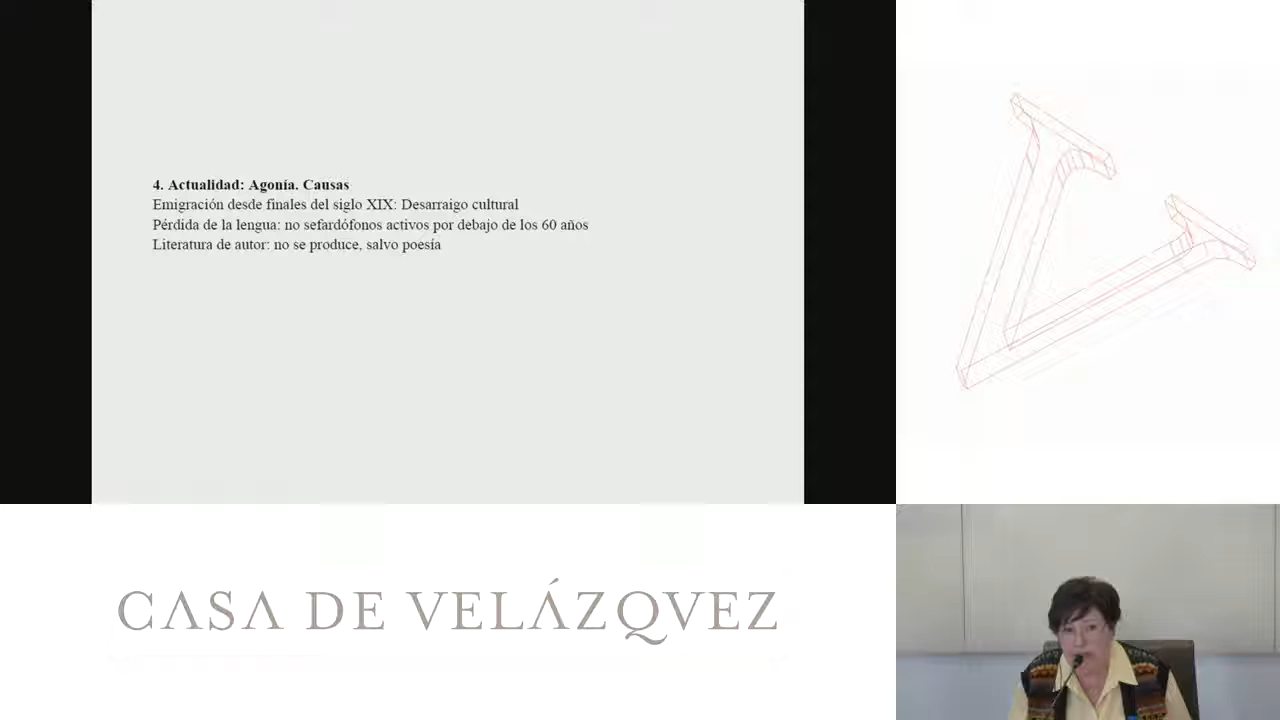 4. Actualidad: Agonía. Causas
Emigración desde finales del siglo XIX: Desarraigo cultural
Pérdida de la lengua: no sefardófonos activos por debajo de los 60 años
Literatura de autor: no se produce, salvo poesía
CASA DE VELÁZQVEZ